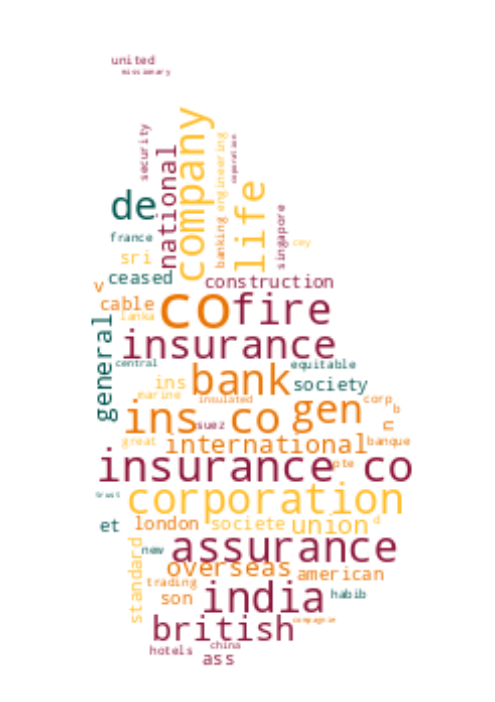 united
missionary
security
national
company
engineering
corporation
de
life
singapore
banking
france
cey
sri
ceased
construction
v
cable
co
fire
lanka
general
insurance
central
equitable
ins
bank
society
marine
insulated
corp
b
ins co
gen
suez
n
great
international
banque
insurance co
pte
trust
corporation
et
london
societe
union
d
standard
new
assurance
overseas
american
trading
son
india
habib
british
compagnie
hotels
china
ass